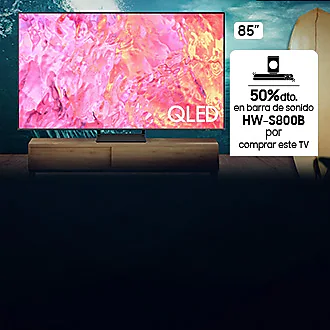 85"
QLED
50%dto.
en barra de sonido
HW-S800B
por
comprar este TV